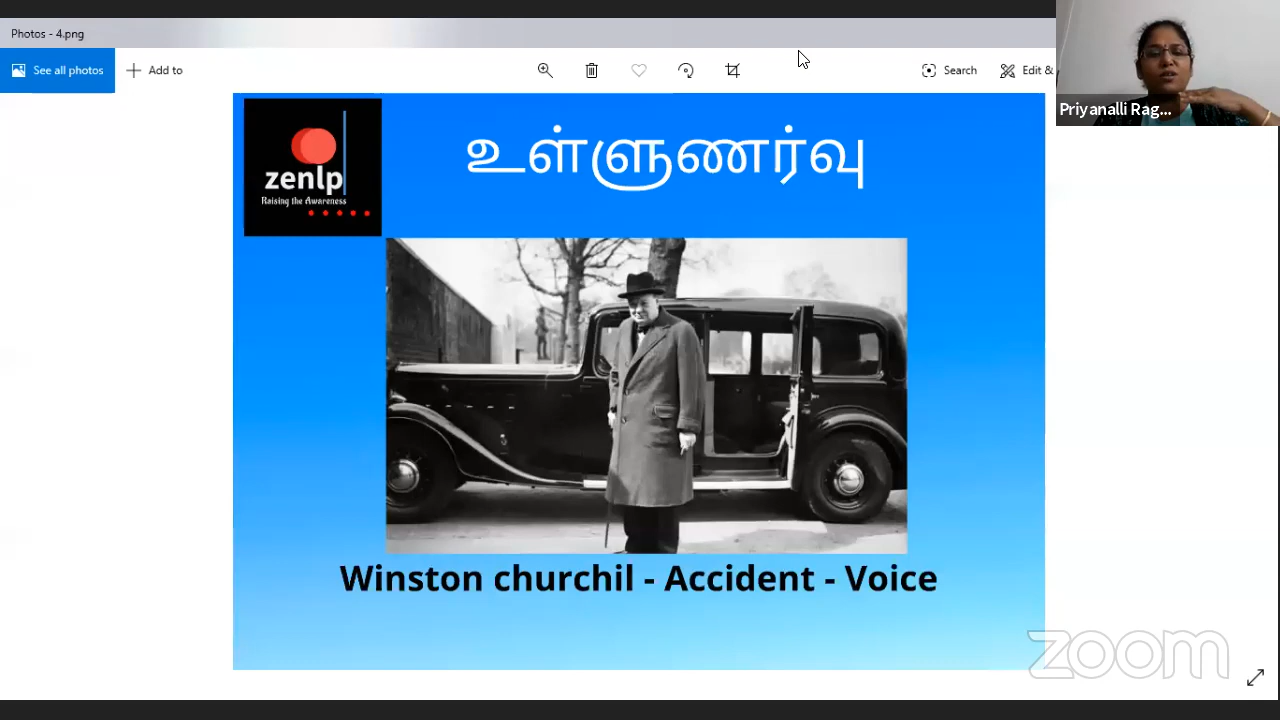 Photos - 4.png
See all photos
Add to
Search
Edit &
Priyanalli Rag...
zenlp
Raising the Awareness
உள்ளுணர்வு
Winston churchil - Accident - Voice
zoom